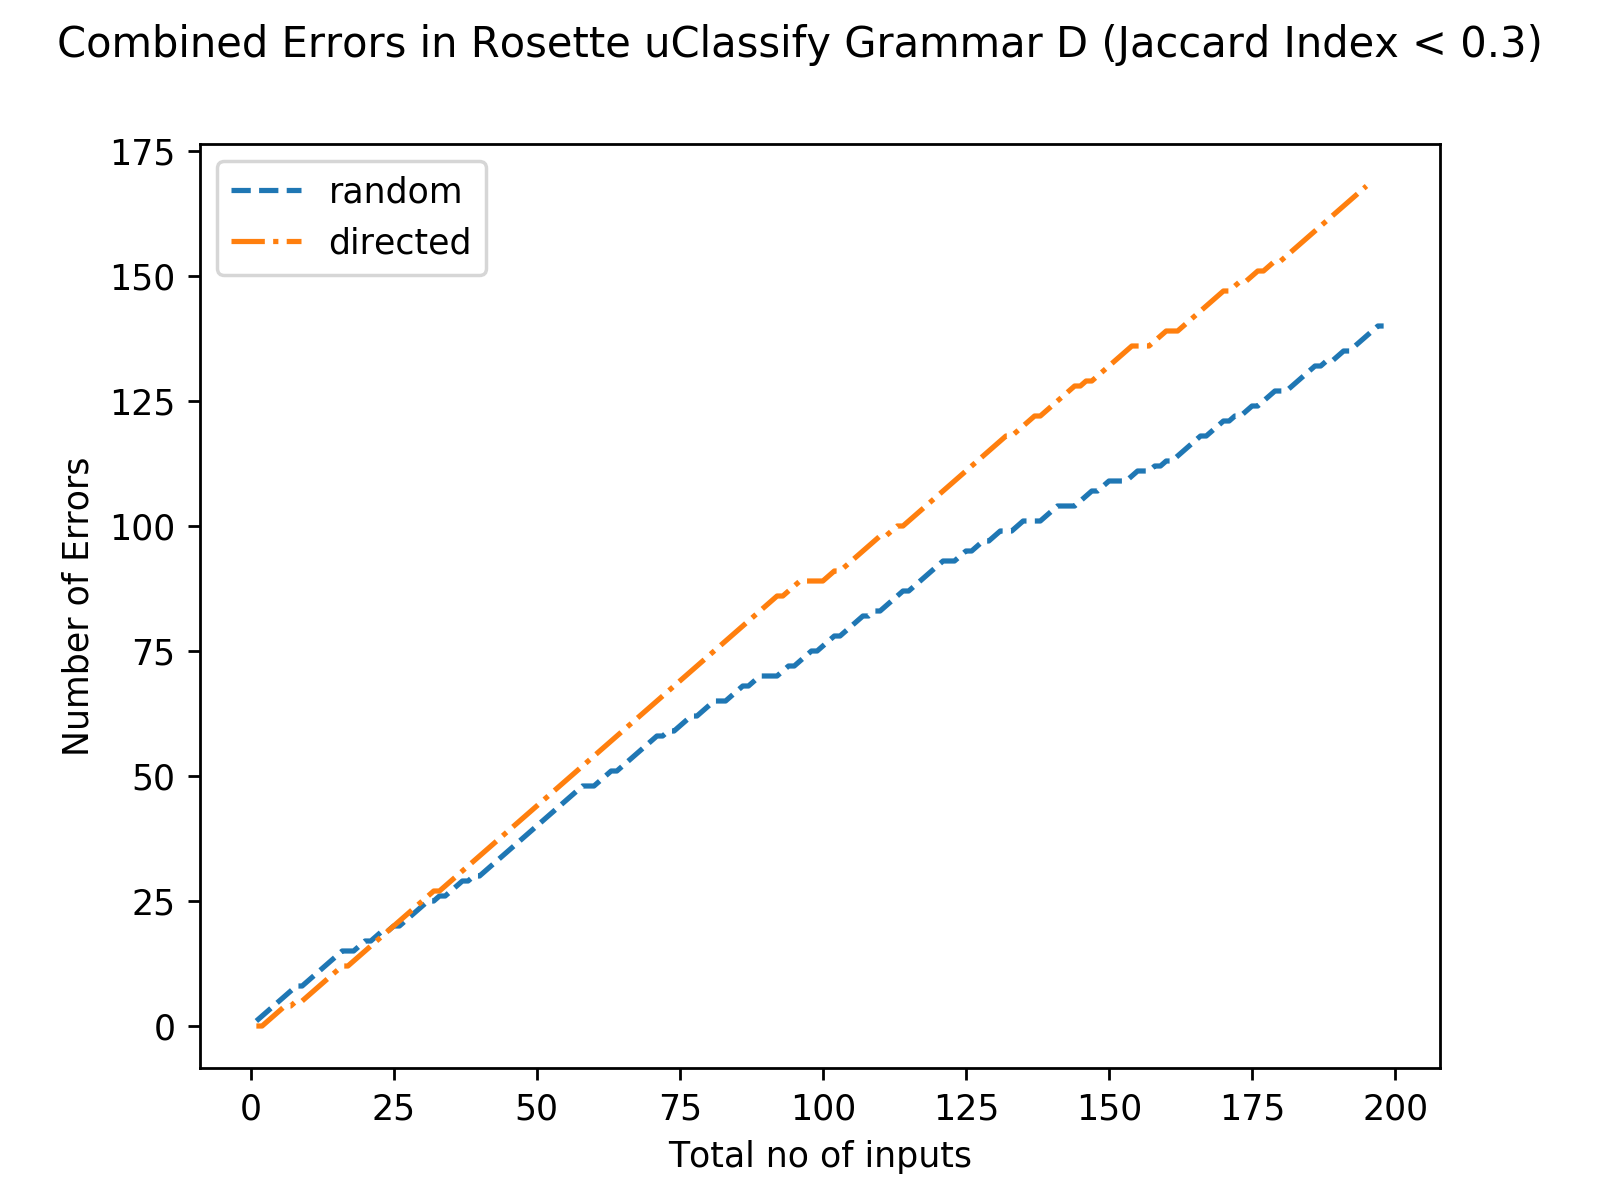 Combined Errors in Rosette uClassify Grammar D (Jaccard Index < 0.3)
175
150
125
100
75
50
25
0
Number of Errors
random
directed
0 25 50 75 100 125 150 175 200
Total no of inputs